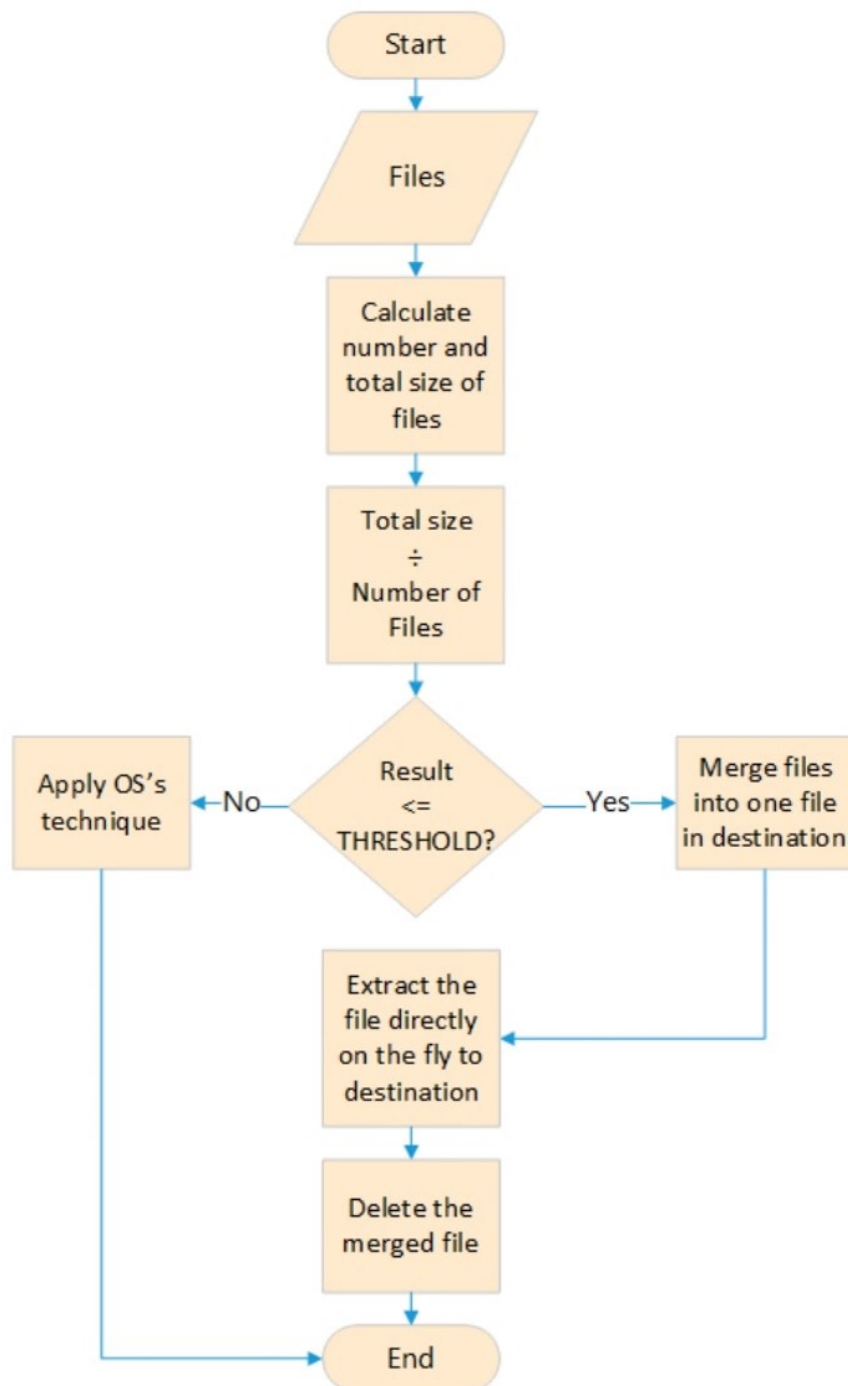 Start
Files
Calculate
number and
total size of
files
Total size
÷
Number of
Files
Result
<=
THRESHOLD?
No
Yes
Apply OS's
technique
Merge files
into one file
in destination
Extract the
file directly
on the fly to
destination
Delete the
merged file
End